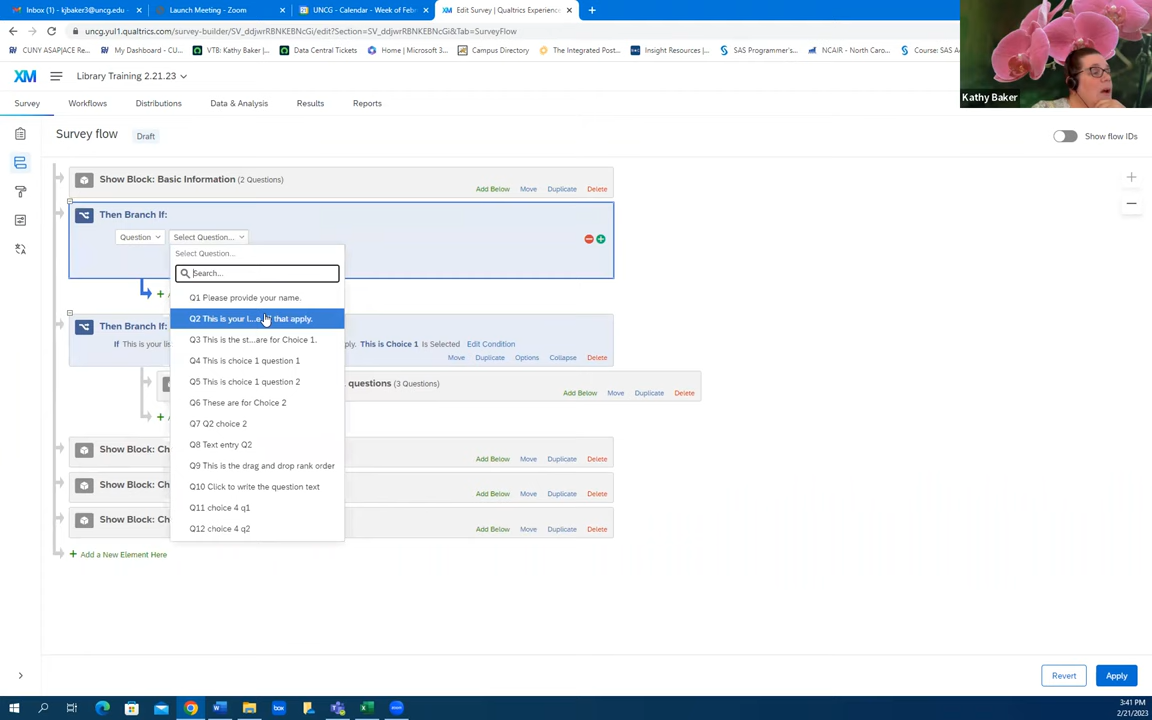 Inbox (1) - kjbaker3@uncg.edu -
Launch Meeting - Zoom
UNCG - Calendar - Week of Febr
Edit Survey | Qualtrics Experience
uncg.yul1.qualtrics.com/survey-builder/SV_ddjwrRBNKEBNcGi/edit?Section=SV_ddjwrRBNKEBNcGi&Tab=SurveyFlow
CUNY ASAP|ACE Re
My Dashboard - CU...
VTB: Kathy Baker |
Data Central Tickets
Home | Microsoft 3...
Campus Directory
The Integrated Post...
Insight Resources |...
SAS Programmer's...
NCAIR - North Caro...
Course: SAS Adv
XM
Library Training 2.21.23
Kathy Baker
Survey
Workflows
Distributions
Data & Analysis
Results
Reports
Survey flow
Draft
Show flow IDs
Show Block: Basic Information (2 Questions)
Add Below Move Duplicate Delete
Then Branch If:
Question
Select Question...
Select Question...
Search...
Q1 Please provide your name.
Q2 This is your l...e that apply.
Q3 This is the st...are for Choice 1.
Q4 This is choice 1 question 1
Q5 This is choice 1 question 2
Q6 These are for Choice 2
Q7 Q2 choice 2
Q8 Text entry Q2
Q9 This is the drag and drop rank order
Q10 Click to write the question text
Q11 choice 4 q1
Q12 choice 4 q2
Then Branch If:
If This is your lis
ply. This is Choice 1 Is Selected Edit Condition
Move Duplicate Options Collapse Delete
questions (3 Questions)
Add Below Move Duplicate Delete
Show Block: Ch
Add Below Move Duplicate Delete
Show Block: Ch
Add Below Move Duplicate Delete
Show Block: Ch
Add Below Move Duplicate Delete
Add a New Element Here
Revert
Apply
3:41 PM
2/21/2023